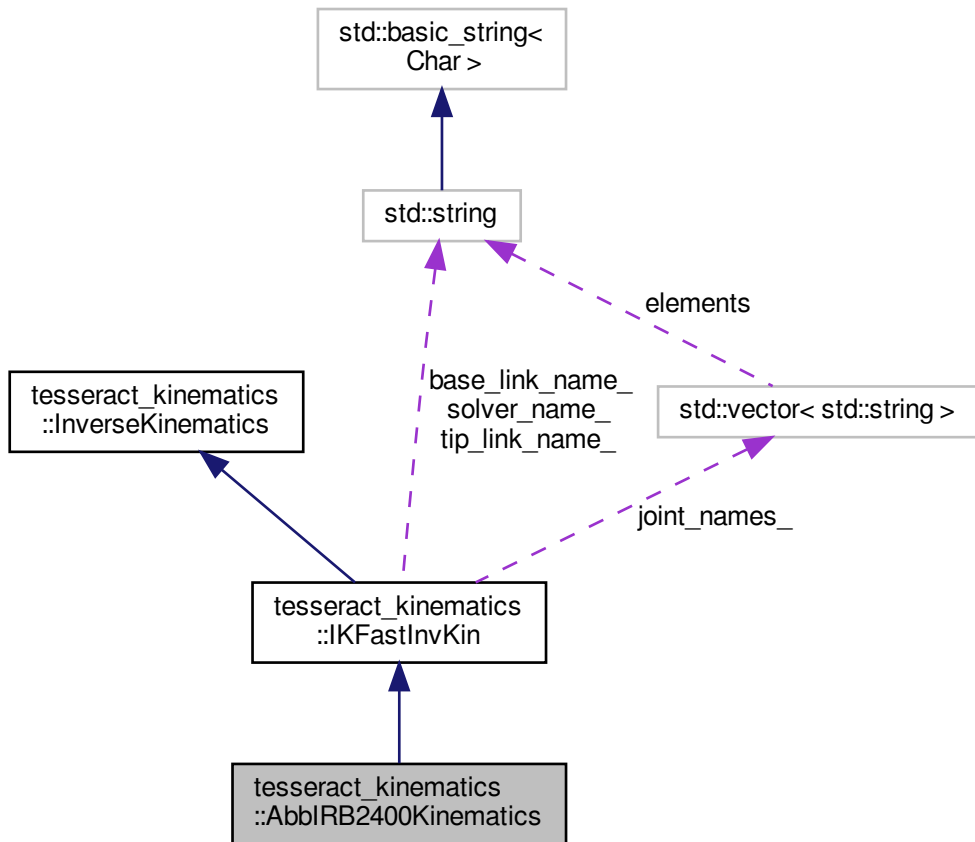 std::basic_string<
Char >
std::string
elements
tesseract_kinematics
::InverseKinematics
base_link_name_
solver_name_
tip_link_name_
std::vector< std::string >
joint_names_
tesseract_kinematics
::IKFastInvKin
tesseract_kinematics
::AbbIRB2400Kinematics